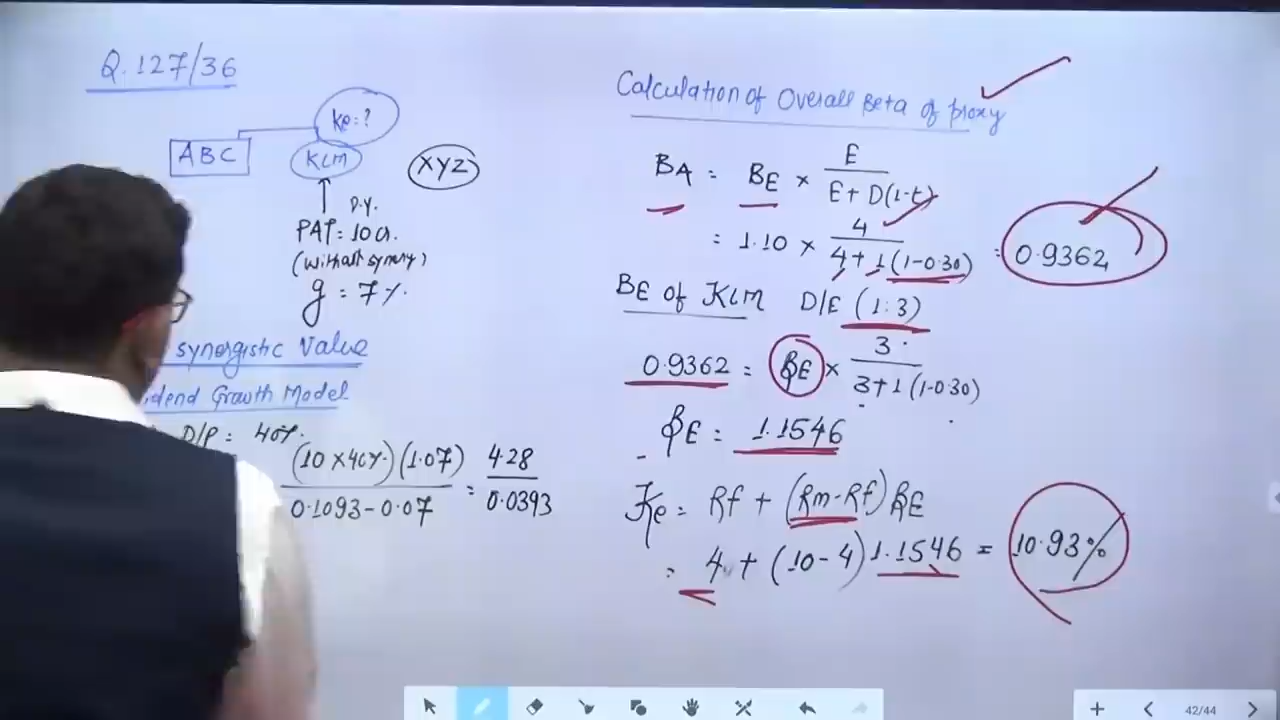 Q.127/36
ke=?
ABC
KLM
XYZ
P.Y.
PAT = 10 Cr.
(without synergy)
g = 7%
synergistic Value
idend Growth Model
D/P = 40%
(10 x 40%)(1.07) = 4.28
0.1093-0.07 0.0393
Calculation of Overall Beta of proxy
BA = BE × E
E + D(1-t)
= 1.10 × 4 = 0.9362
4+1(1-0.30)
BE of KLM D/E (1:3)
0.9362 = βE × 3
3+1(1-0.30)
βE = 1.1546
Ke = Rf + (Rm-Rf)βE
= 4 + (10-4)1.1546 = 10.93%
42/44